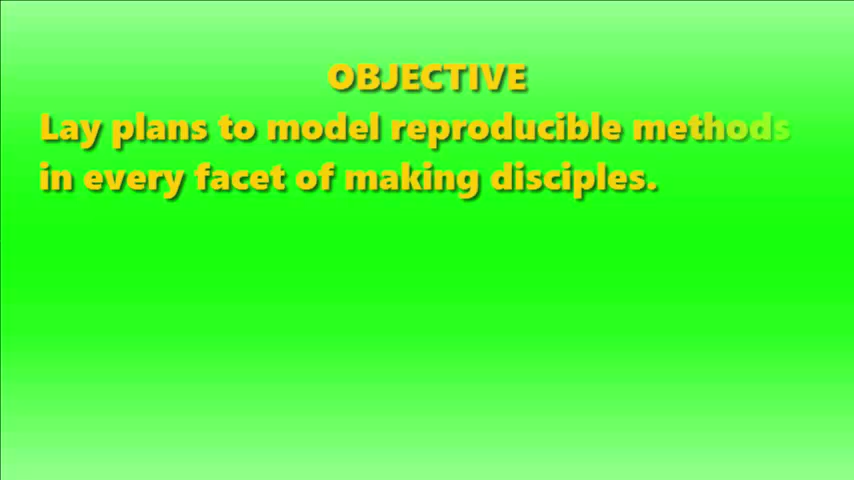 OBJECTIVE
Lay plans to model reproducible methods
in every facet of making disciples.